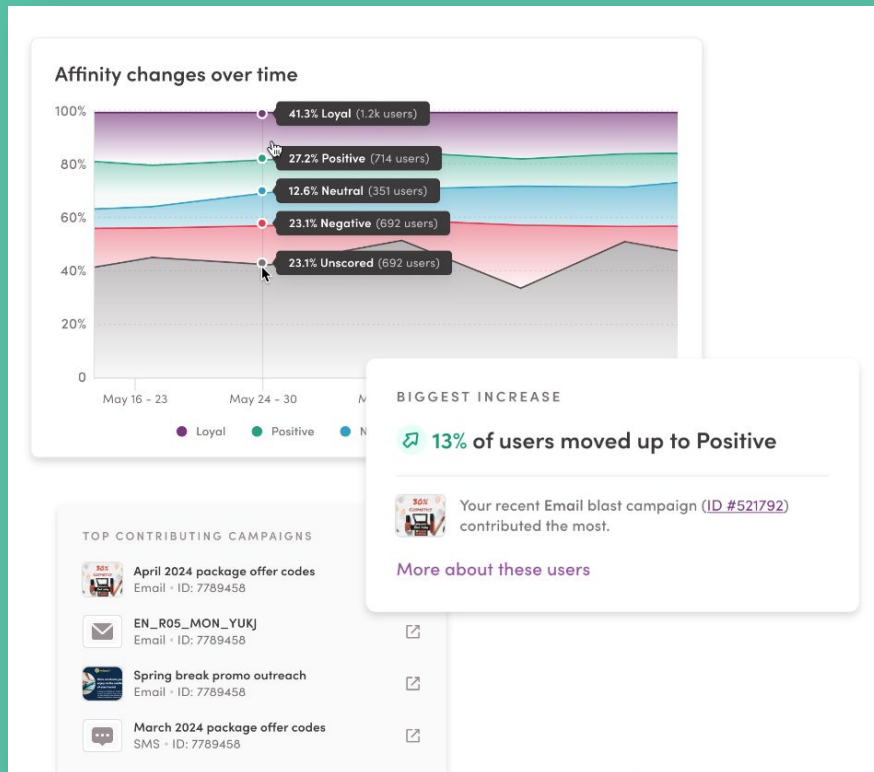 Affinity changes over time
100%
80%
60%
40%
20%
0
41.3% Loyal (1.2k users)
27.2% Positive (714 users)
12.6% Neutral (351 users)
23.1% Negative (692 users)
23.1% Unscored (692 users)
May 16 - 23
May 24 - 30
Loyal
Positive
BIGGEST INCREASE
13% of users moved up to Positive
Your recent Email blast campaign (ID #521792)
contributed the most.
More about these users
TOP CONTRIBUTING CAMPAIGNS
30%
April 2024 package offer codes
Email • ID: 7789458
EN_R05_MON_YUKJ
Email • ID: 7789458
Spring break promo outreach
Email • ID: 7789458
March 2024 package offer codes
SMS • ID: 7789458